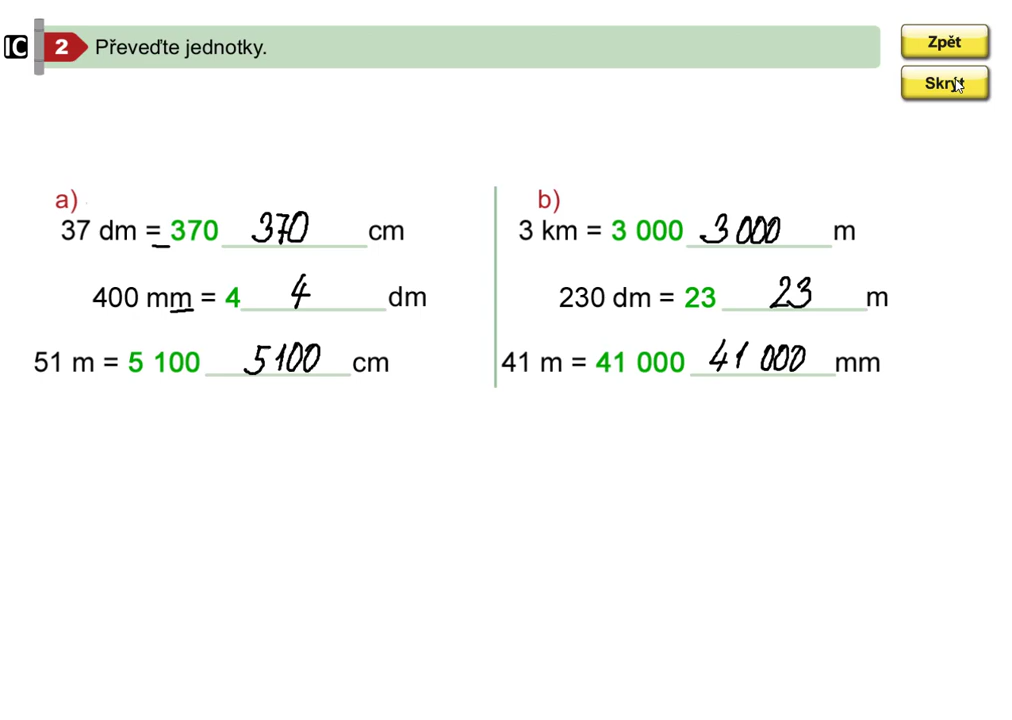 IC 2 Převeďte jednotky. Zpět
Skrýt
a)
37 dm = 370 370 cm
400 mm = 4 4 dm
51 m = 5 100 5100 cm
b)
3 km = 3 000 3 000 m
230 dm = 23 23 m
41 m = 41 000 41 000 mm